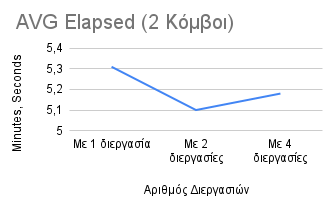 AVG Elapsed (2 Κόμβοι)
Minutes, Seconds
5,4
5,3
5,2
5,1
5
Με 1 διεργασία
Με 2
διεργασίες
Με 4
διεργασίες
Αριθμός Διεργασιών